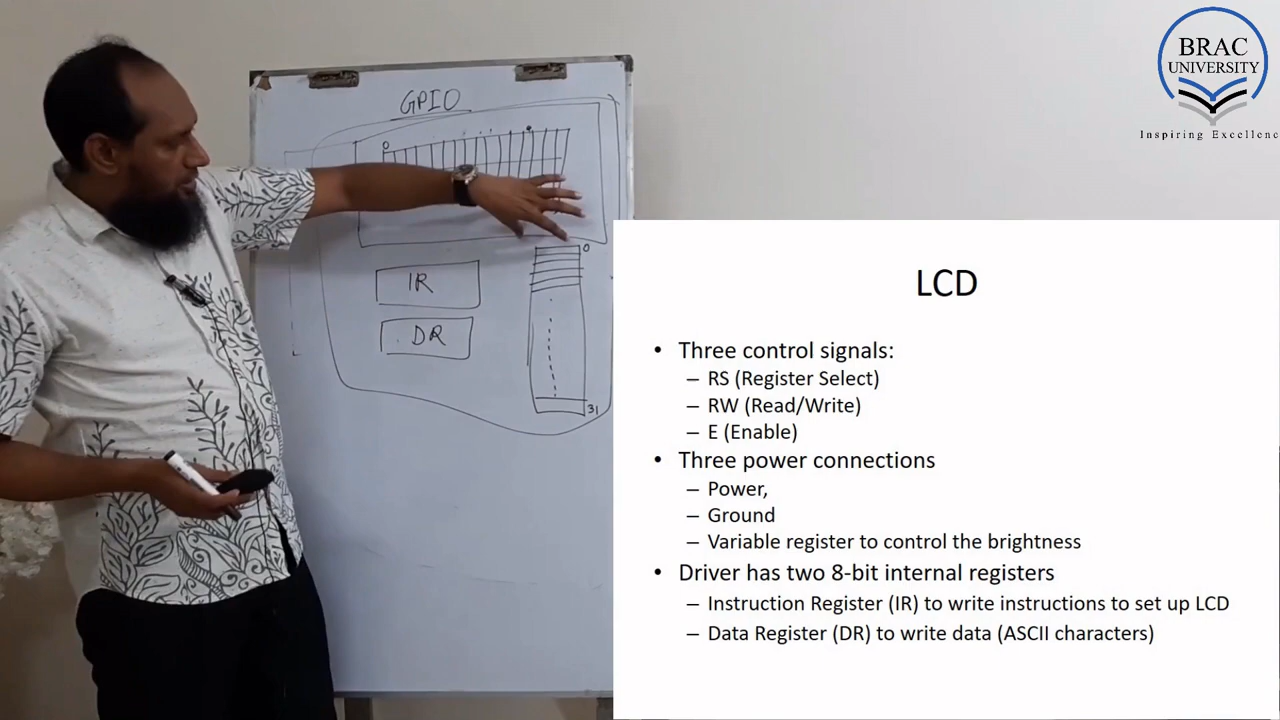 BRAC
UNIVERSITY
Inspiring Excellenc
GPIO
0
IR
DR
0
31
LCD
• Three control signals:
– RS (Register Select)
– RW (Read/Write)
– E (Enable)
• Three power connections
– Power,
– Ground
– Variable register to control the brightness
• Driver has two 8-bit internal registers
– Instruction Register (IR) to write instructions to set up LCD
– Data Register (DR) to write data (ASCII characters)